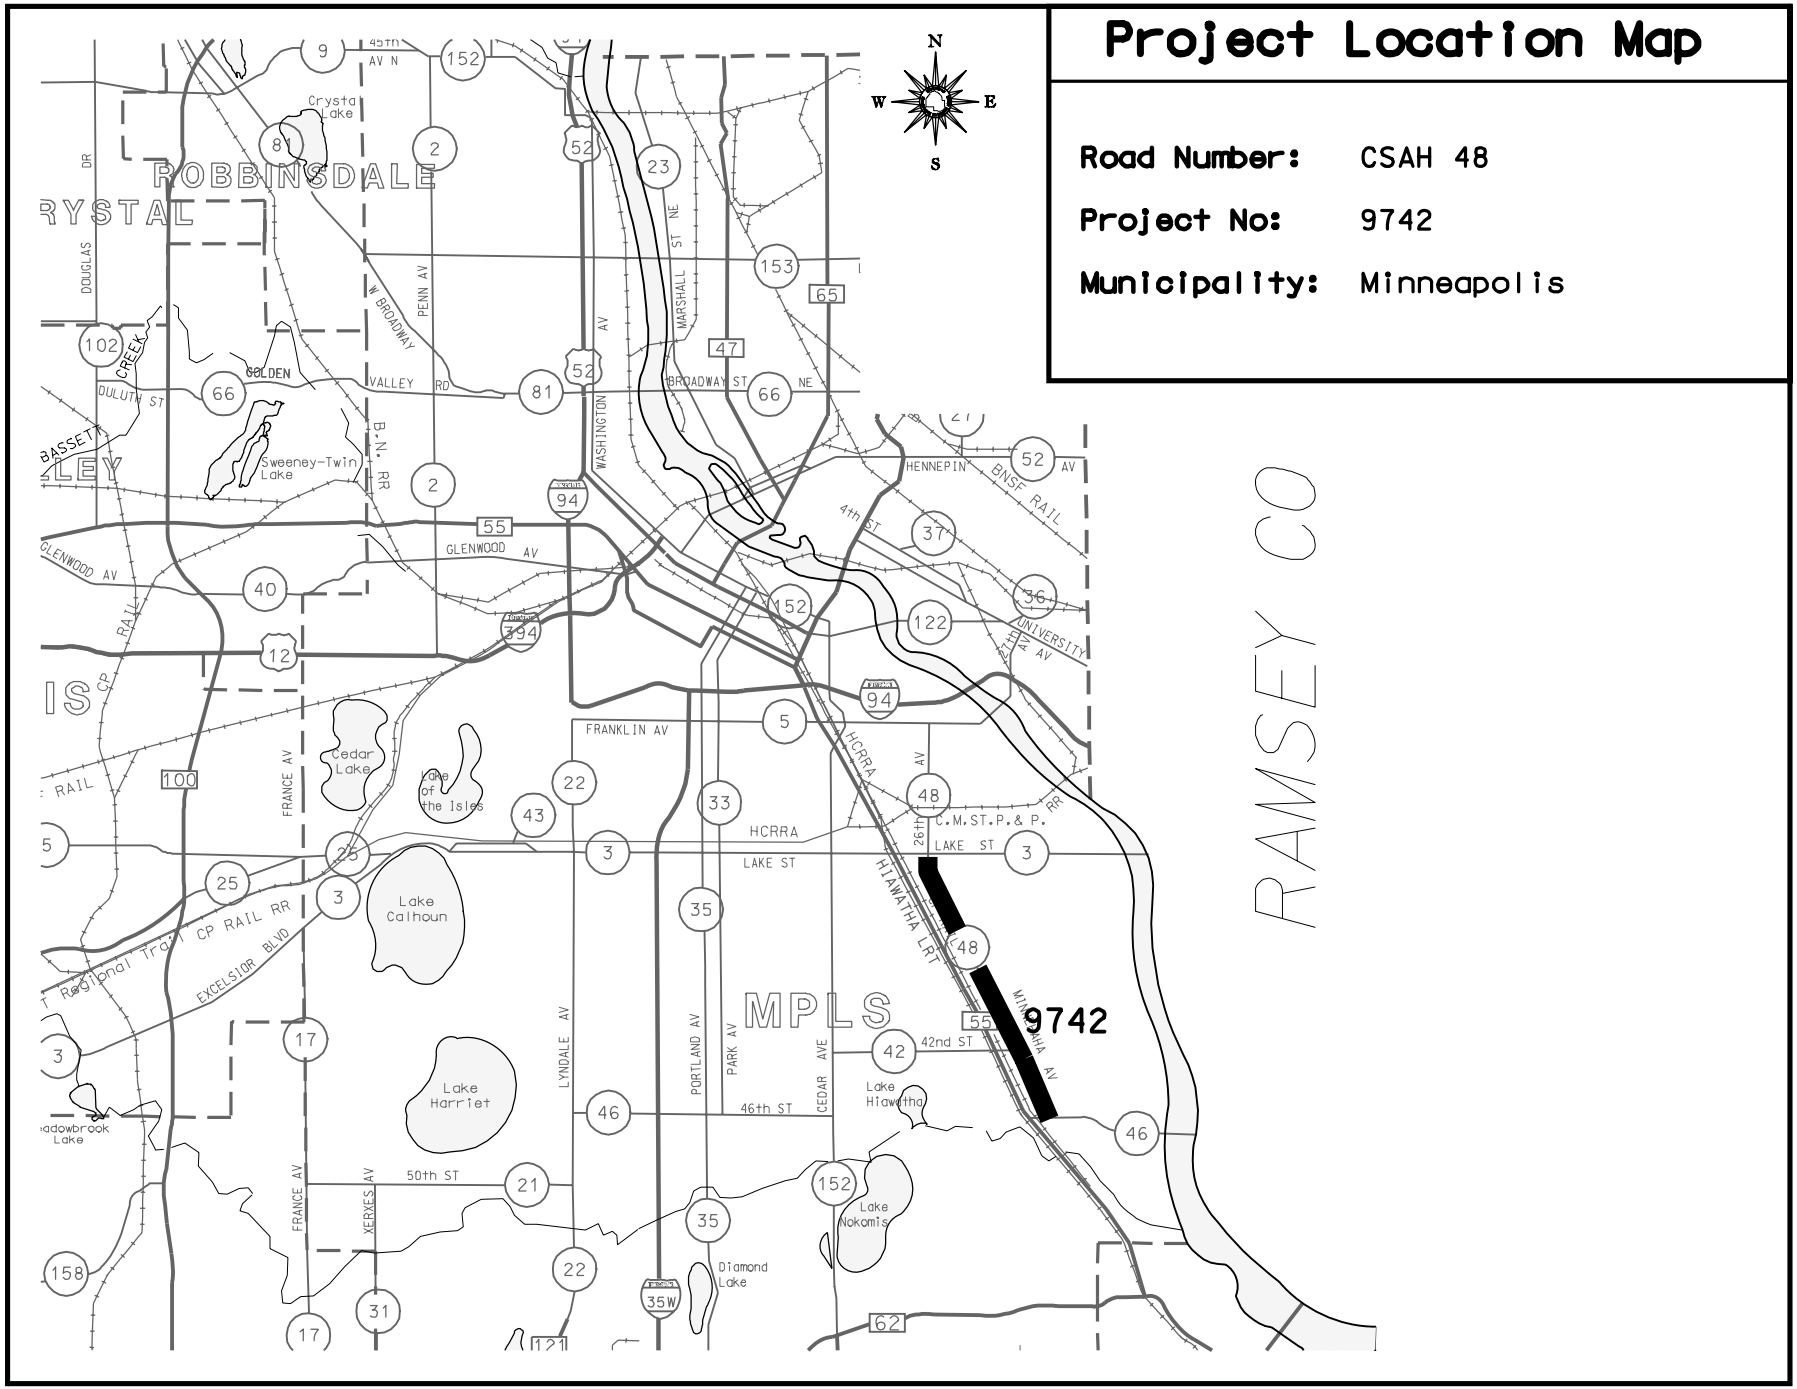 Project Location Map
Road Number: CSAH 48
Project No: 9742
Municipality: Minneapolis
N
W
E
S
9
45th
AV N
152
Crystal
Lake
81
2
52
23
ROBBINSDALE
RYSTAL
DOUGLAS DR
PENN AV
W BROADWAY
MARSHALL ST NE
153
65
47
102
CREEK
52
66
GOLDEN
VALLEY RD
81
BROADWAY ST NE
66
DULUTH ST
BASSETT
LLEY
Sweeney-Twin
Lake
B.N. RR
WASHINGTON AV
2
94
27
52
HENNEPIN AV
BNSF RAIL
4th ST
37
55
GLENWOOD AV
GLENWOOD AV
40
152
36
122
UNIVERSITY AV
27th AV
RAIL
CP
12
394
94
IS
5
FRANKLIN AV
HCRRA
Cedar
Lake
Lake
of
the Isles
22
33
48
26th AV
C.M.ST.P.& P. RR
100
RAIL
FRANCE AV
43
HCRRA
5
25
3
LAKE ST
LAKE ST
3
25
3
Lake
Calhoun
35
HIAWATHA LRT
48
CP RAIL RR
Regional Trail
EXCELSIOR BLVD
MPLS
MINNEHAHA AV
9742
55
17
LYNDALE AV
PORTLAND AV
PARK AV
CEDAR AVE
42
42nd ST
3
Lake
Harriet
Lake
Hiawatha
46
46th ST
46
eadowbrook
Lake
FRANCE AV
XERXES AV
50th ST
21
152
Lake
Nokomis
35
158
22
Diamond
Lake
31
17
35W
121
62
RAMSEY CO